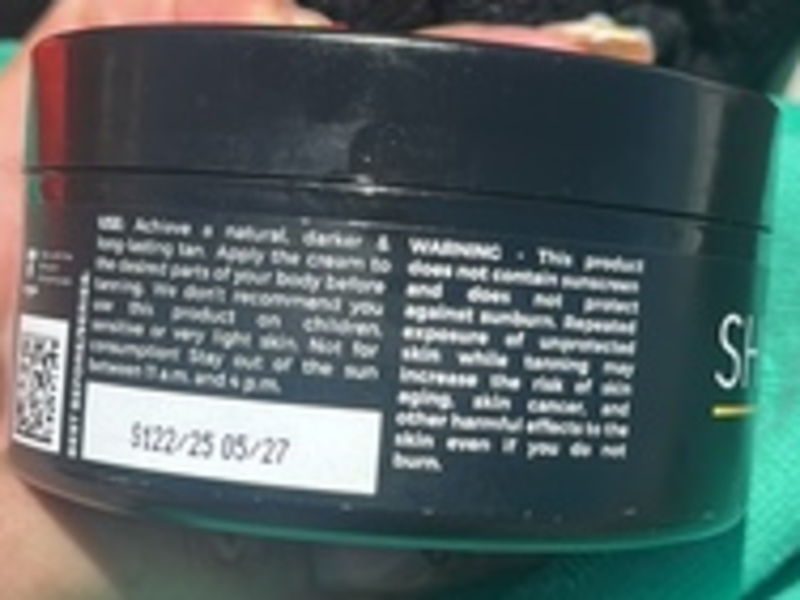 USE: Achieve a natural, darker &
long-lasting tan. Apply the cream to
the desired parts of your body before
tanning. We don't recommend you
use this product on children,
sensitive or very light skin. Not for
consumption! Stay out of the sun
between 11 a.m. and 4 p.m.
122/25 05/27
WARNING - This product
does not contain sunscreen
and does not protect
against sunburn. Repeated
exposure of unprotected
skin while tanning may
increase the risk of skin
aging, skin cancer, and
other harmful effects to the
skin even if you do not
burn.
SH